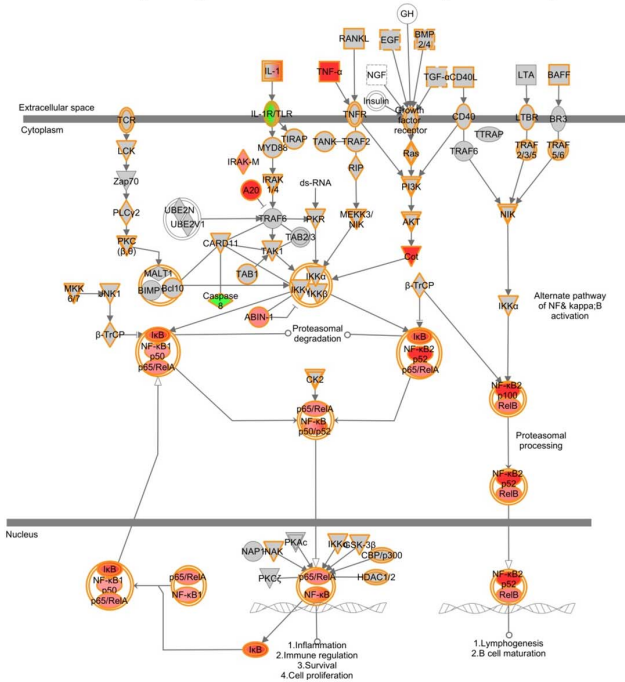 GH
RANKL
EGF
BMP
2/4
IL-1
TNF-α
NGF
TGF-α
CD40L
LTA
BAFF
Insulin
Extracellular space
Cytoplasm
TCR
IL-1R/TLR
TNFR
Growth
factor
receptor
CD40
LTBR
BR3
LCK
MYD88
TIRAP
TANK
TRAF2
Ras
TRAF6
TTRAP
TRAF
2/3/5
TRAF
5/6
Zap70
IRAK-M
IRAK
1/4
RIP
PI3K
PLCγ2
A20
ds-RNA
UBE2N
UBE2V1
TRAF6
PKR
MEKK3/
NIK
AKT
NIK
PKC
(β,θ)
CARD11
TAB2/3
TAK1
Cot
MALT1
BIMP1
Bcl10
TAB1
IKKα
IKKγ
IKKβ
MKK
6/7
JNK1
Caspase
8
β-TrCP
IKKα
Alternate pathway
of NF& kappa;B
activation
ABIN-1
β-TrCP
IκB
NF-κB1
p50
p65/RelA
Proteasomal
degradation
IκB
NF-κB2
p52
p65/RelA
CK2
NF-κB2
p100
RelB
p65/RelA
NF-κB
p50/p52
Proteasomal
processing
NF-κB2
p52
RelB
Nucleus
PKAc
IKKα
GSK-3β
NAP1
NAK
CBP/p300
PKCζ
p65/RelA
HDAC1/2
NF-κB
IκB
NF-κB1
p50
p65/RelA
p65/RelA
NF-κB1
NF-κB2
p52
RelB
IκB
1.Inflammation
2.Immune regulation
3.Survival
4.Cell proliferation
1.Lymphogenesis
2.B cell maturation